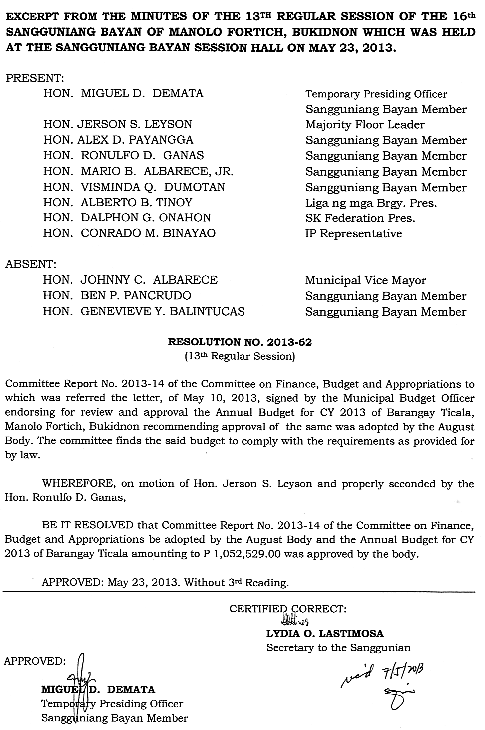 EXCERPT FROM THE MINUTES OF THE 13TH REGULAR SESSION OF THE 16th
SANGGUNIANG BAYAN OF MANOLO FORTICH, BUKIDNON WHICH WAS HELD
AT THE SANGGUNIANG BAYAN SESSION HALL ON MAY 23, 2013.
PRESENT:
HON. MIGUEL D. DEMATA Temporary Presiding Officer
Sangguniang Bayan Member
HON. JERSON S. LEYSON Majority Floor Leader
HON. ALEX D. PAYANGGA Sangguniang Bayan Member
HON. RONULFO D. GANAS Sangguniang Bayan Member
HON. MARIO B. ALBARECE, JR. Sangguniang Bayan Member
HON. VISMINDA Q. DUMOTAN Sangguniang Bayan Member
HON. ALBERTO B. TINOY Liga ng mga Brgy. Pres.
HON. DALPHON G. ONAHON SK Federation Pres.
HON. CONRADO M. BINAYAO IP Representative
ABSENT:
HON. JOHNNY C. ALBARECE Municipal Vice Mayor
HON. BEN P. PANCRUDO Sangguniang Bayan Member
HON. GENEVIEVE Y. BALINTUCAS Sangguniang Bayan Member
RESOLUTION NO. 2013-62
(13th Regular Session)
Committee Report No. 2013-14 of the Committee on Finance, Budget and Appropriations to
which was referred the letter, of May 10, 2013, signed by the Municipal Budget Officer
endorsing for review and approval the Annual Budget for CY 2013 of Barangay Ticala,
Manolo Fortich, Bukidnon recommending approval of the same was adopted by the August
Body. The committee finds the said budget to comply with the requirements as provided for
by law.
WHEREFORE, on motion of Hon. Jerson S. Leyson and properly seconded by the
Hon. Ronulfo D. Ganas,
BE IT RESOLVED that Committee Report No. 2013-14 of the Committee on Finance,
Budget and Appropriations be adopted by the August Body and the Annual Budget for CY
2013 of Barangay Ticala amounting to P 1,052,529.00 was approved by the body.
APPROVED: May 23, 2013. Without 3rd Reading.
CERTIFIED CORRECT:
LYDIA O. LASTIMOSA
Secretary to the Sanggunian
APPROVED:
rec'd 7/5/2013
MIGUEL D. DEMATA
Temporary Presiding Officer
Sangguniang Bayan Member